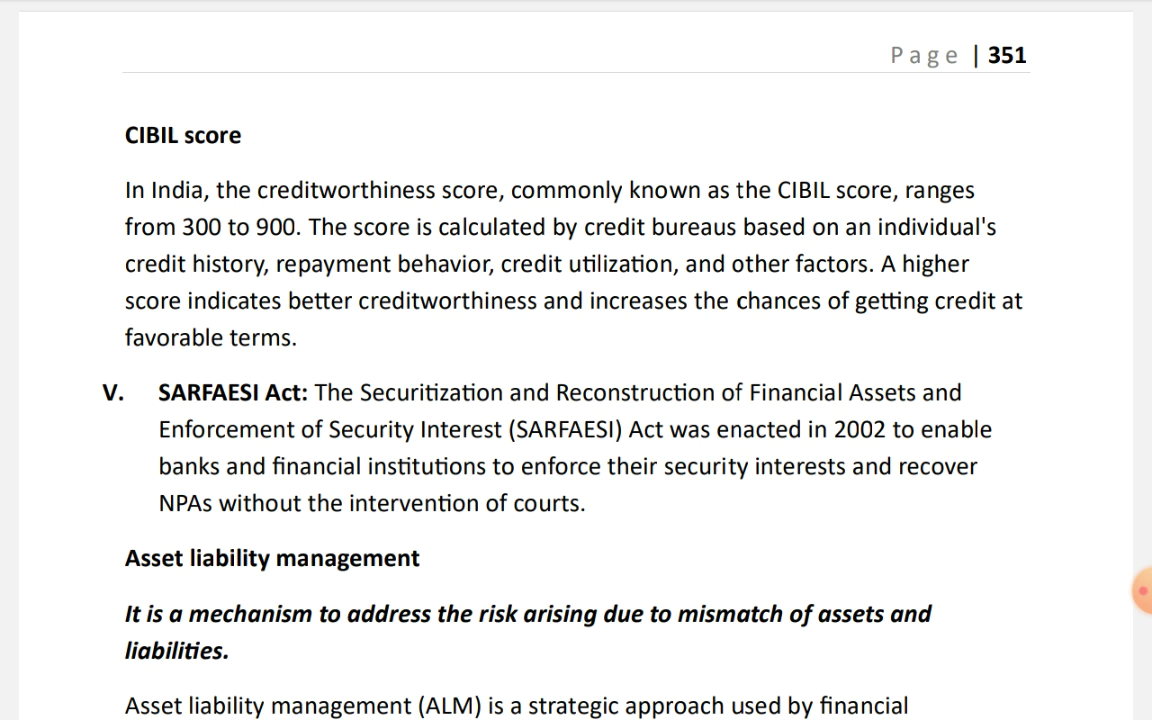 Page | 351
CIBIL score
In India, the creditworthiness score, commonly known as the CIBIL score, ranges
from 300 to 900. The score is calculated by credit bureaus based on an individual's
credit history, repayment behavior, credit utilization, and other factors. A higher
score indicates better creditworthiness and increases the chances of getting credit at
favorable terms.
V. SARFAESI Act: The Securitization and Reconstruction of Financial Assets and
Enforcement of Security Interest (SARFAESI) Act was enacted in 2002 to enable
banks and financial institutions to enforce their security interests and recover
NPAs without the intervention of courts.
Asset liability management
It is a mechanism to address the risk arising due to mismatch of assets and
liabilities.
Asset liability management (ALM) is a strategic approach used by financial